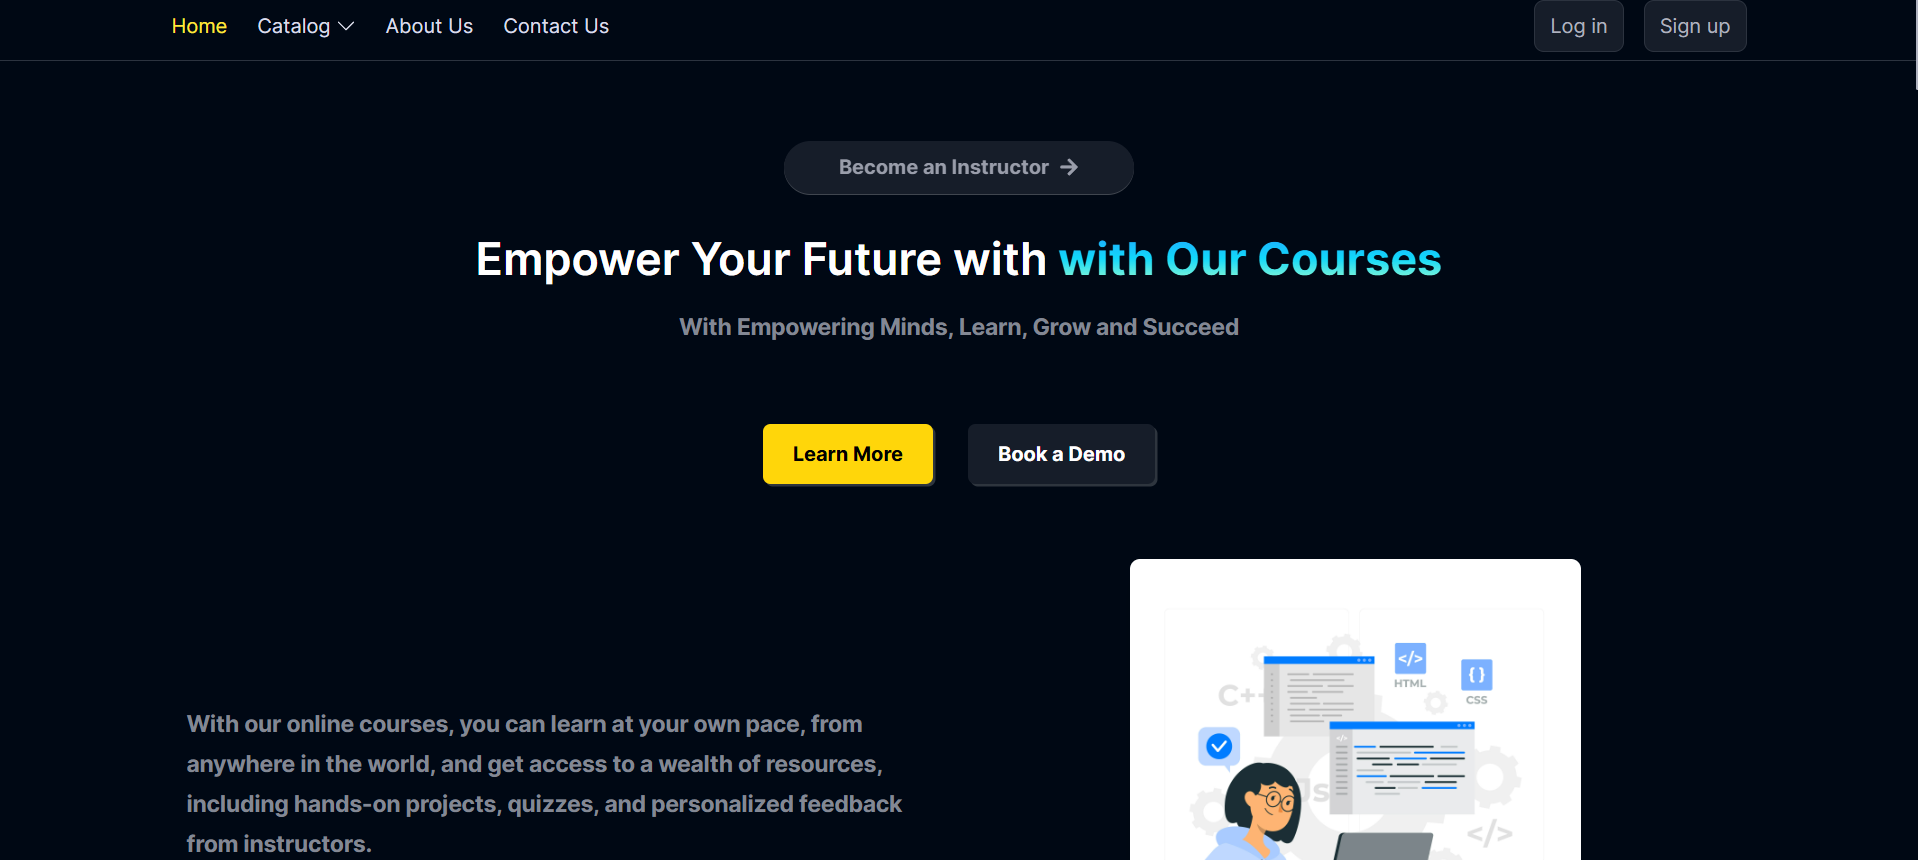 Home Catalog About Us Contact Us Log in Sign up
Become an Instructor →
Empower Your Future with with Our Courses
With Empowering Minds, Learn, Grow and Succeed
Learn More Book a Demo
</> HTML
{ } CSS
C++
With our online courses, you can learn at your own pace, from
anywhere in the world, and get access to a wealth of resources,
including hands-on projects, quizzes, and personalized feedback
from instructors.
</>
Js
</>